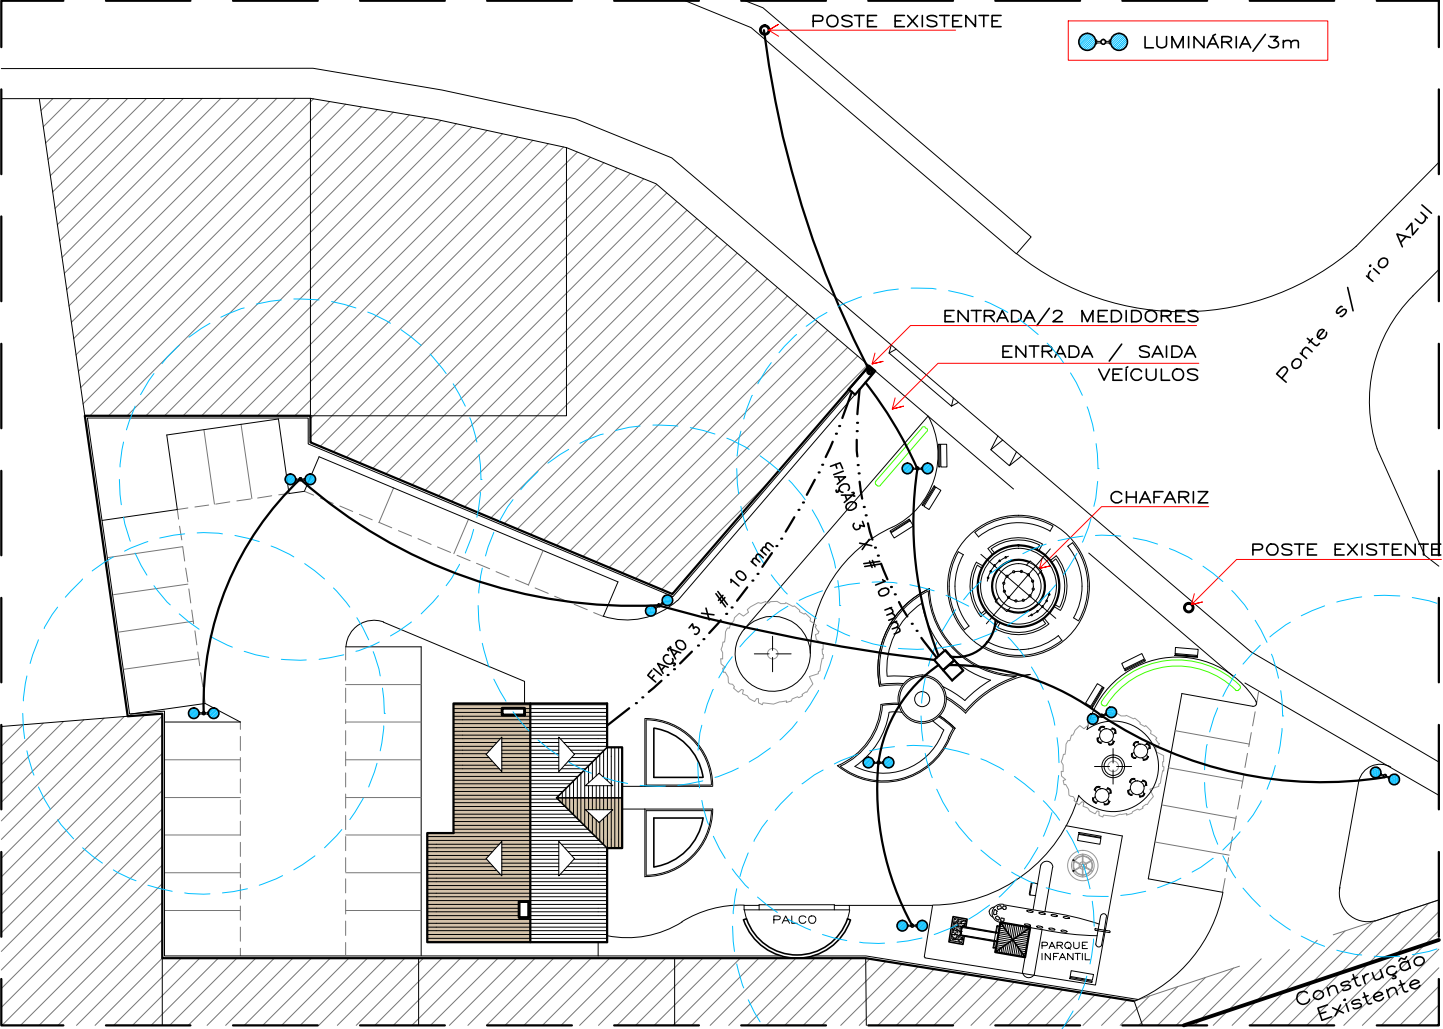 POSTE EXISTENTE
LUMINÁRIA/3m
Ponte s/ rio Azul
ENTRADA/2 MEDIDORES
ENTRADA / SAIDA
VEÍCULOS
FIAÇÃO 3 X # 10 mm
FIAÇÃO 3 X # 10 mm
CHAFARIZ
POSTE EXISTENTE
PALCO
PARQUE
INFANTIL
Construção
Existente